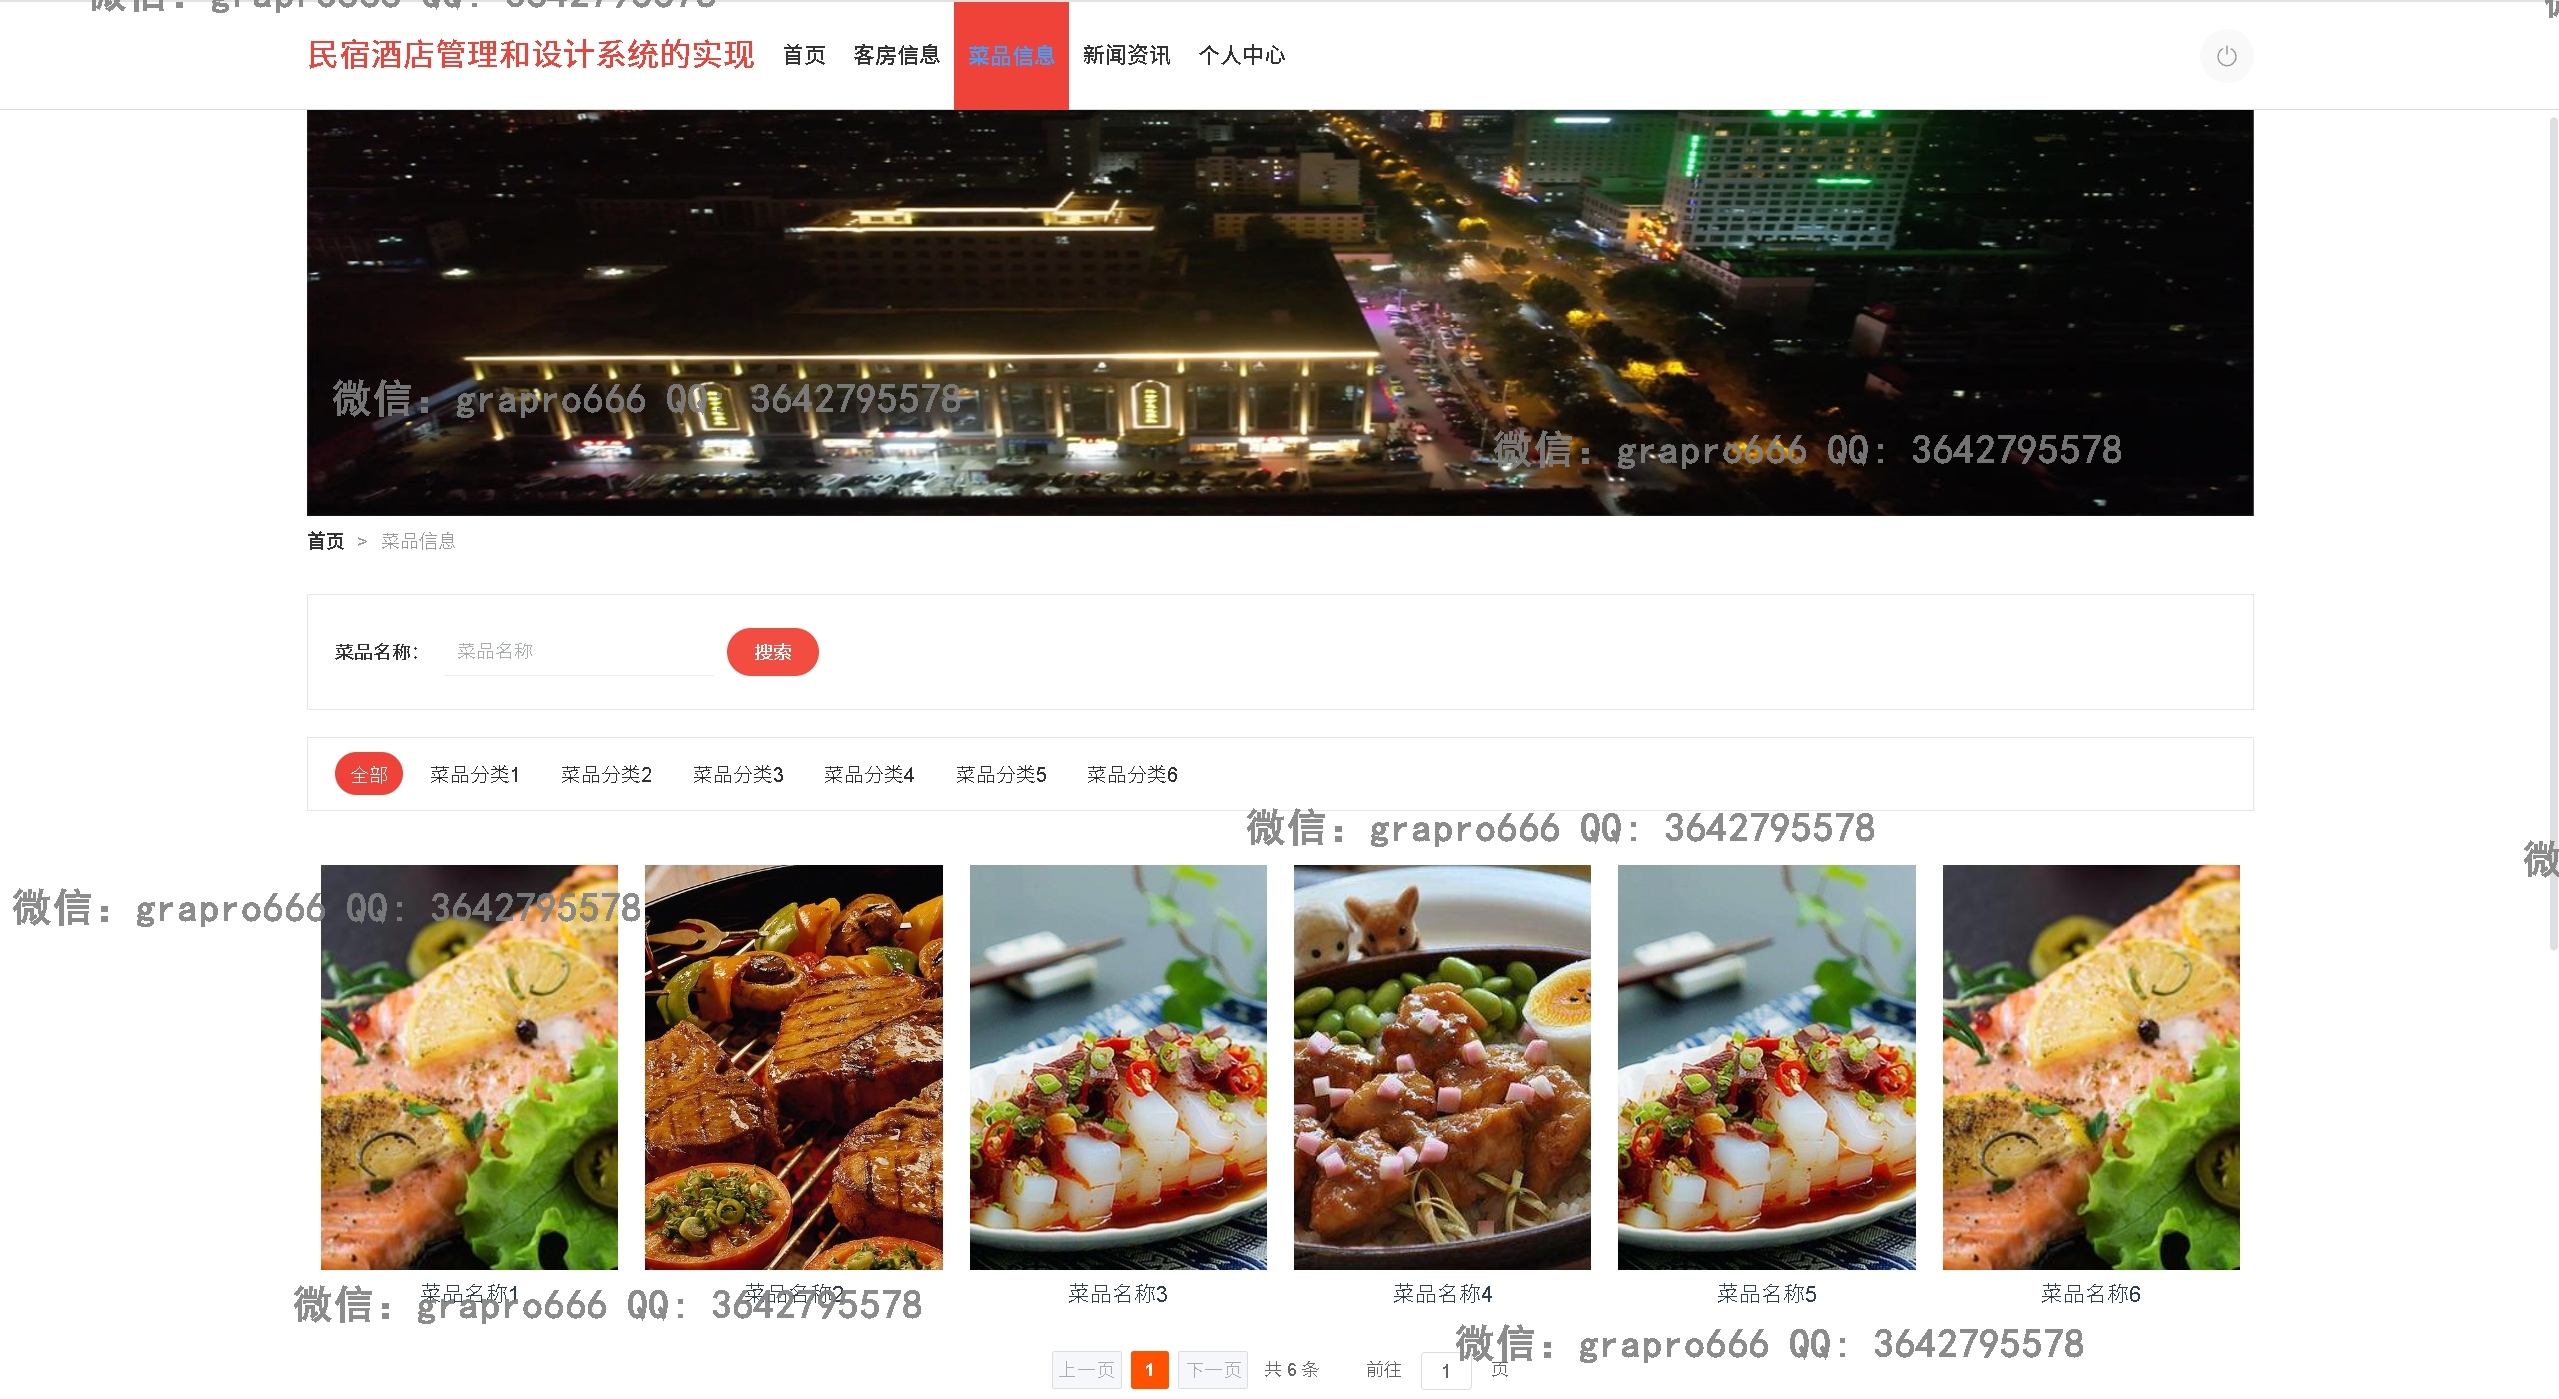 微信：grapro666 QQ：3642795578
民宿酒店管理和设计系统的实现 首页 客房信息 菜品信息 新闻资讯 个人中心
微信：grapro666 QQ：3642795578
微信：grapro666 QQ：3642795578
首页 > 菜品信息
菜品名称： 菜品名称 搜索
全部 菜品分类1 菜品分类2 菜品分类3 菜品分类4 菜品分类5 菜品分类6
微信：grapro666 QQ：3642795578
微
微信：grapro666 QQ：3642795578
菜品名称1 菜品名称2 菜品名称3 菜品名称4 菜品名称5 菜品名称6
微信：grapro666 QQ：3642795578
微信：grapro666 QQ：3642795578
上一页 1 下一页 共 6 条 前往 1 页